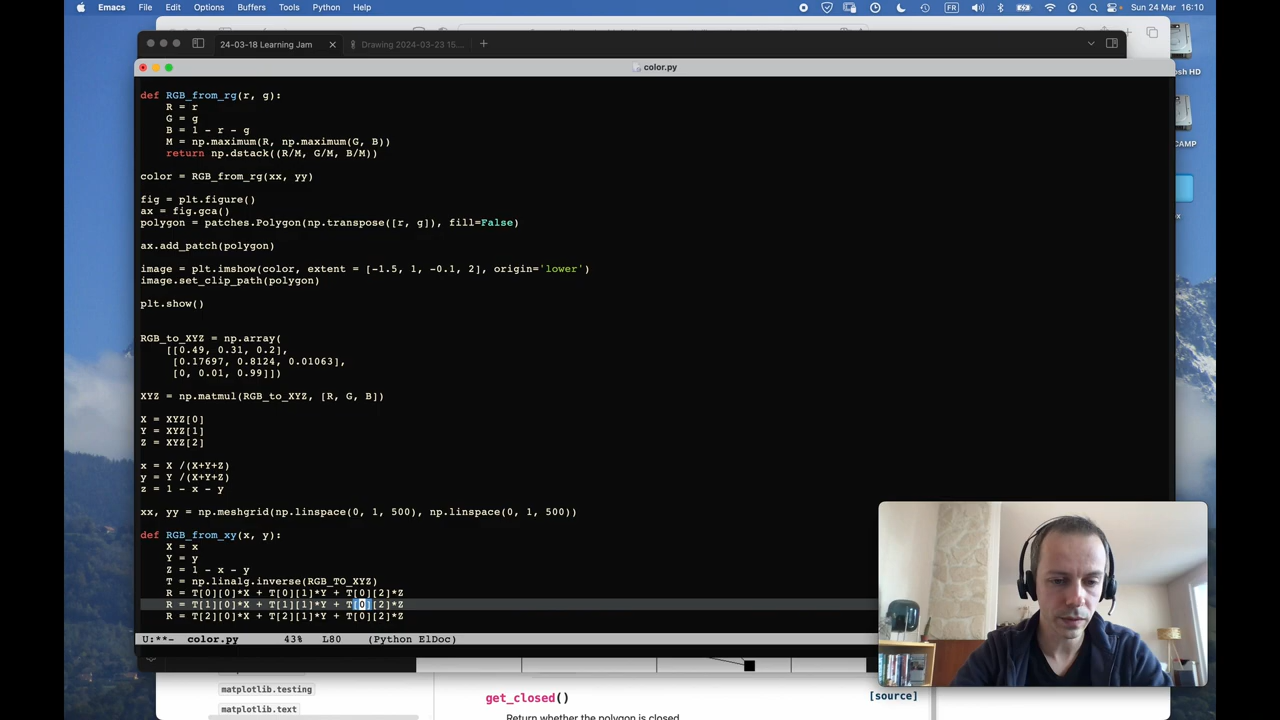 Emacs File Edit Options Buffers Tools Python Help FR Sun 24 Mar 16:10
24-03-18 Learning Jam Drawing 2024-03-23 15...
color.py
osh HD
CAMP
def RGB_from_rg(r, g):
    R = r
    G = g
    B = 1 - r - g
    M = np.maximum(R, np.maximum(G, B))
    return np.dstack((R/M, G/M, B/M))
color = RGB_from_rg(xx, yy)
fig = plt.figure()
ax = fig.gca()
polygon = patches.Polygon(np.transpose([r, g]), fill=False)
ax.add_patch(polygon)
image = plt.imshow(color, extent = [-1.5, 1, -0.1, 2], origin='lower')
image.set_clip_path(polygon)
plt.show()
RGB_to_XYZ = np.array(
    [[0.49, 0.31, 0.2],
     [0.17697, 0.8124, 0.01063],
     [0, 0.01, 0.99]])
XYZ = np.matmul(RGB_to_XYZ, [R, G, B])
X = XYZ[0]
Y = XYZ[1]
Z = XYZ[2]
x = X /(X+Y+Z)
y = Y /(X+Y+Z)
z = 1 - x - y
xx, yy = np.meshgrid(np.linspace(0, 1, 500), np.linspace(0, 1, 500))
def RGB_from_xy(x, y):
    X = x
    Y = y
    Z = 1 - x - y
    T = np.linalg.inverse(RGB_TO_XYZ)
    R = T[0][0]*X + T[0][1]*Y + T[0][2]*Z
    R = T[1][0]*X + T[1][1]*Y + T[0][2]*Z
    R = T[2][0]*X + T[2][1]*Y + T[0][2]*Z
U:**- color.py 43% L80 (Python ElDoc)
matplotlib.testing
matplotlib.text
get_closed() [source]
Return whether the polygon is closed.